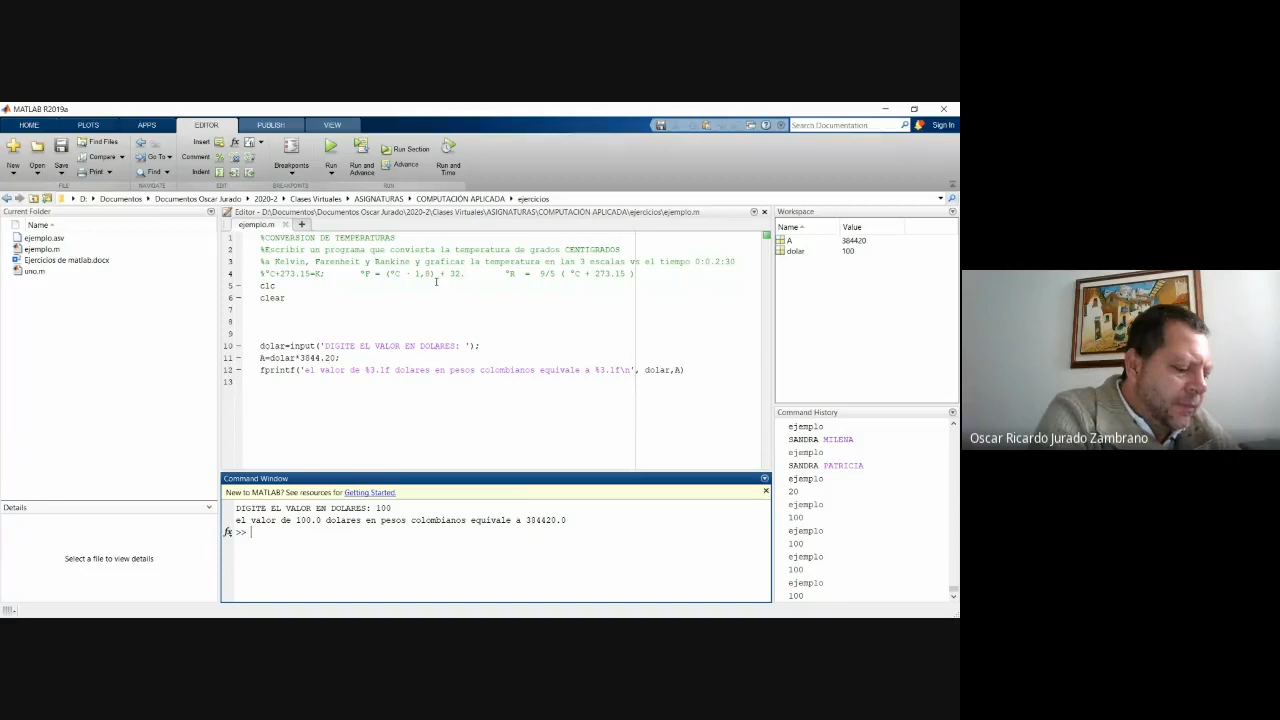 MATLAB R2019a
HOME PLOTS APPS EDITOR PUBLISH VIEW
Search Documentation
Sign In
New Open Save
Find Files
Compare
Print
Go To
Find
Insert
Comment
Indent
Breakpoints
Run
Run and Advance
Run Section
Advance
Run and Time
FILE NAVIGATE EDIT BREAKPOINTS RUN
D: Documentos Documentos Oscar Jurado 2020-2 Clases Virtuales ASIGNATURAS COMPUTACIÓN APLICADA ejercicios
Current Folder
Name
ejemplo.asv
ejemplo.m
Ejercicios de matlab.docx
uno.m
Details
Select a file to view details
Editor - D:\Documentos\Documentos Oscar Jurado\2020-2\Clases Virtuales\ASIGNATURAS\COMPUTACIÓN APLICADA\ejercicios\ejemplo.m
ejemplo.m
1 %CONVERSION DE TEMPERATURAS
2 %Escribir un programa que convierta la temperatura de grados CENTIGRADOS
3 %a Kelvin, Farenheit y Rankine y graficar la temperatura en las 3 escalas vs el tiempo 0:0.2:30
4 %°C+273.15=K; °F = (°C · 1,8) + 32. °R = 9/5 ( °C + 273.15 )
5 clc
6 clear
7
8
9
10 dolar=input('DIGITE EL VALOR EN DOLARES: ');
11 A=dolar*3844.20;
12 fprintf('el valor de %3.1f dolares en pesos colombianos equivale a %3.1f\n', dolar,A)
13
Command Window
New to MATLAB? See resources for Getting Started.
DIGITE EL VALOR EN DOLARES: 100
el valor de 100.0 dolares en pesos colombianos equivale a 384420.0
fx >>
Workspace
Name Value
A 384420
dolar 100
Command History
ejemplo
SANDRA MILENA
ejemplo
SANDRA PATRICIA
ejemplo
20
ejemplo
100
ejemplo
100
ejemplo
100
ejemplo
100
Oscar Ricardo Jurado Zambrano